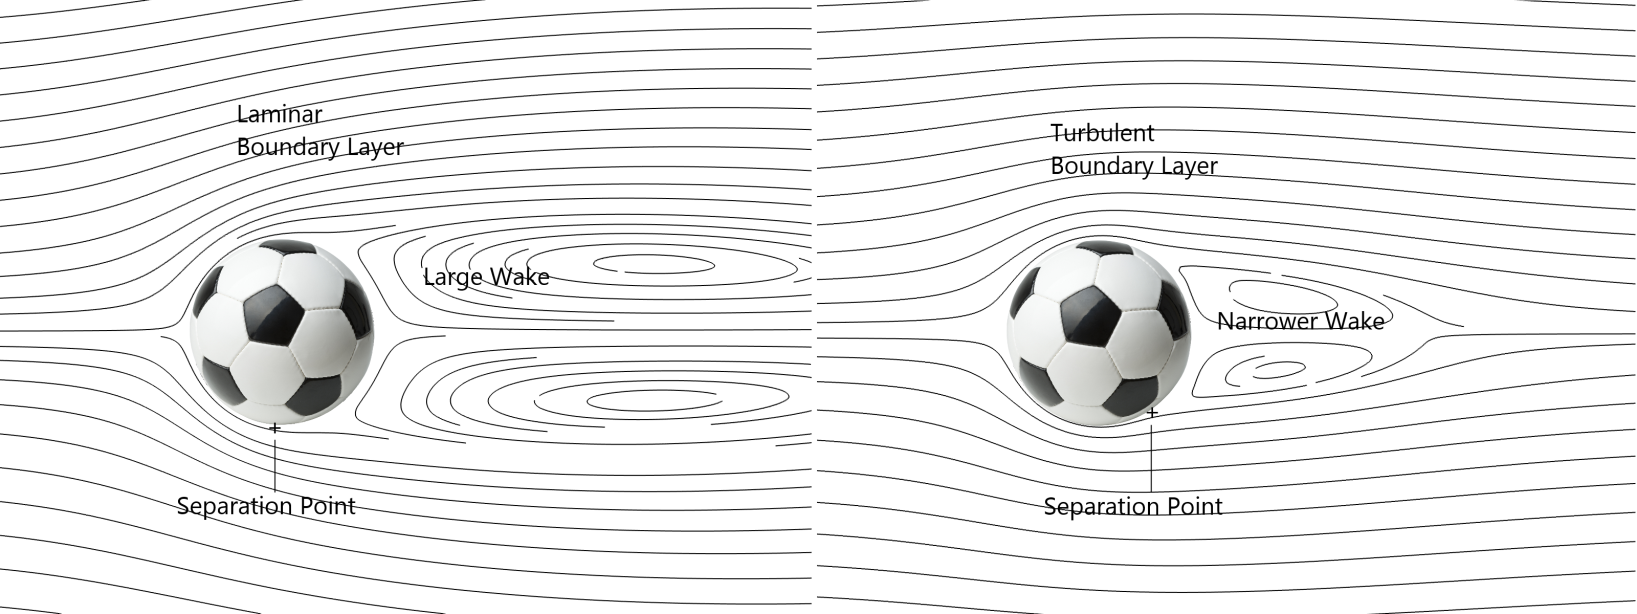 Laminar
Boundary Layer
Large Wake
Separation Point
Turbulent
Boundary Layer
Narrower Wake
Separation Point